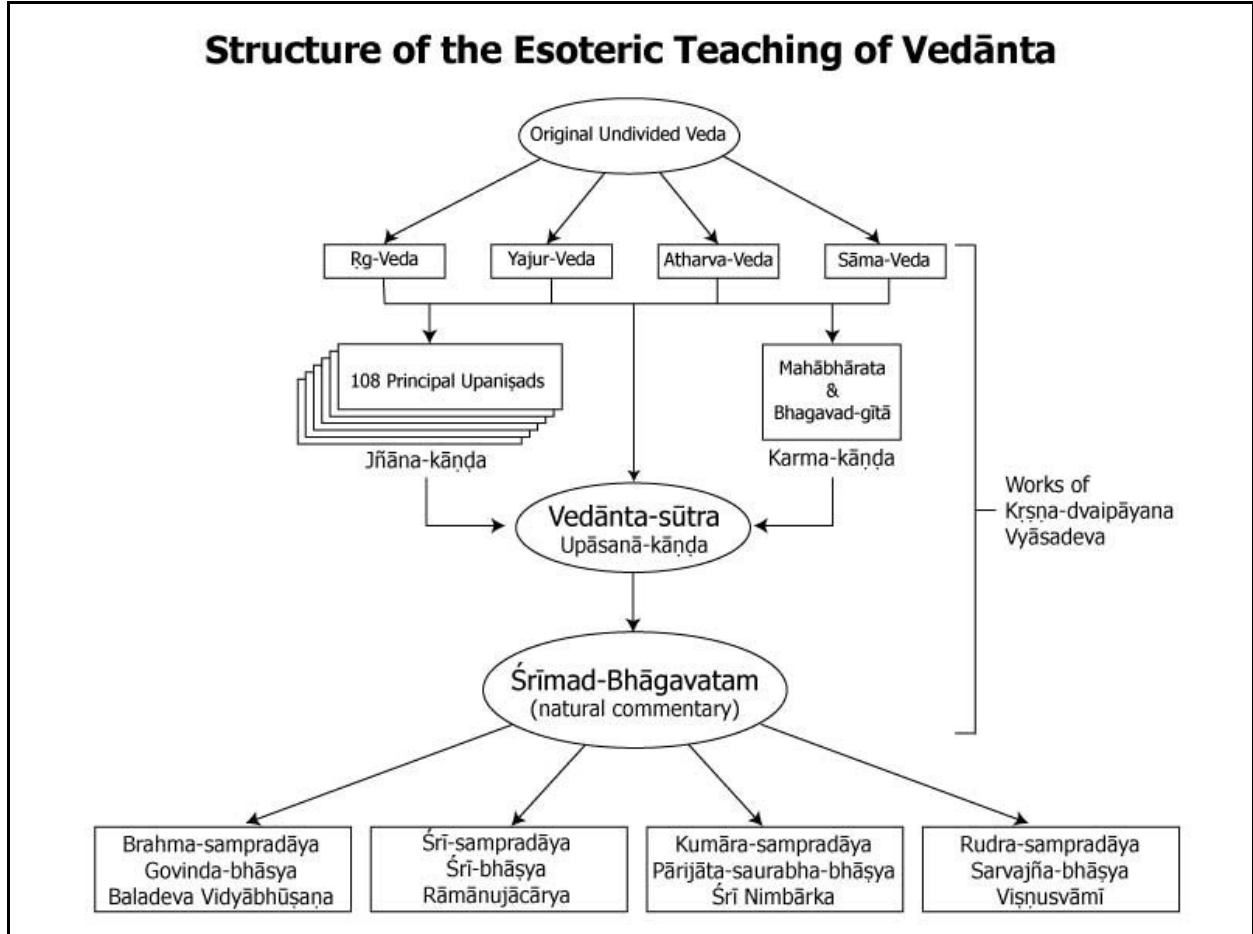 Structure of the Esoteric Teaching of Vedānta
Original Undivided Veda
Ṛg-Veda
Yajur-Veda
Atharva-Veda
Sāma-Veda
108 Principal Upaniṣads
Jñāna-kāṇḍa
Mahābhārata
&
Bhagavad-gītā
Karma-kāṇḍa
Vedānta-sūtra
Upāsanā-kāṇḍa
Works of
Kṛṣṇa-dvaipāyana
Vyāsadeva
Śrīmad-Bhāgavatam
(natural commentary)
Brahma-sampradāya
Govinda-bhāṣya
Baladeva Vidyābhūṣaṇa
Śrī-sampradāya
Śrī-bhāṣya
Rāmānujācārya
Kumāra-sampradāya
Pārijāta-saurabha-bhāṣya
Śrī Nimbārka
Rudra-sampradāya
Sarvajña-bhāṣya
Viṣṇusvāmī